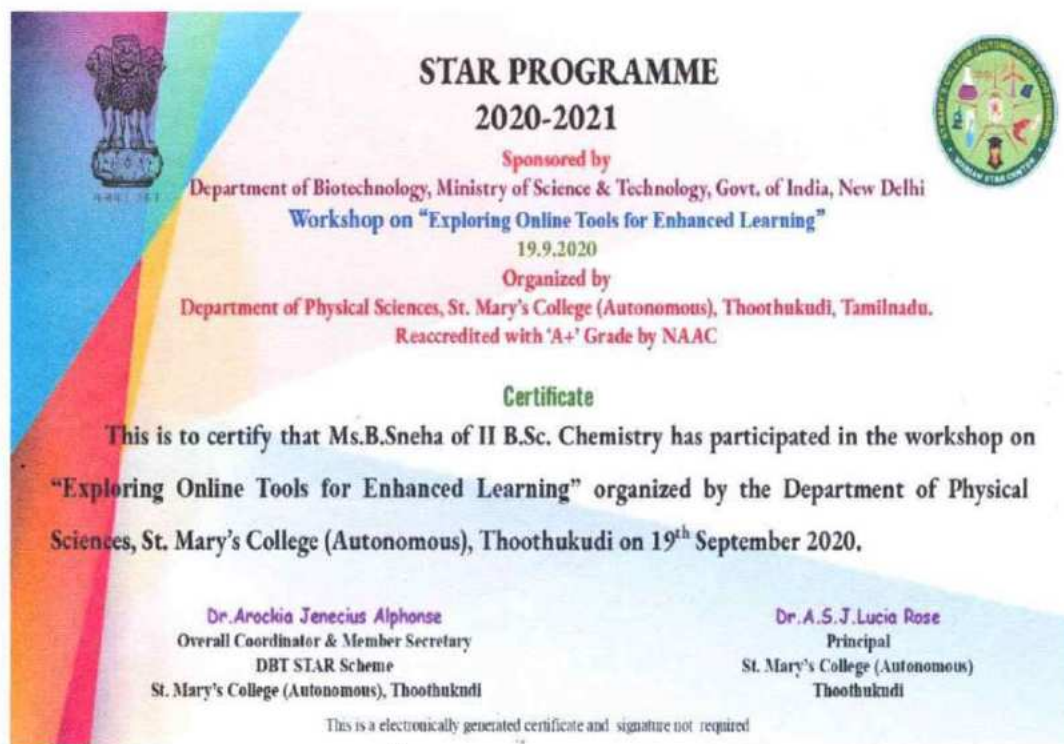 STAR PROGRAMME
2020-2021
Sponsored by
Department of Biotechnology, Ministry of Science & Technology, Govt. of India, New Delhi
Workshop on “Exploring Online Tools for Enhanced Learning”
19.9.2020
Organized by
Department of Physical Sciences, St. Mary’s College (Autonomous), Thoothukudi, Tamilnadu.
Reaccredited with ‘A+’ Grade by NAAC
Certificate
This is to certify that Ms.B.Sneha of II B.Sc. Chemistry has participated in the workshop on
“Exploring Online Tools for Enhanced Learning” organized by the Department of Physical
Sciences, St. Mary’s College (Autonomous), Thoothukudi on 19th September 2020.
Dr.Arockia Jenecius Alphonse
Overall Coordinator & Member Secretary
DBT STAR Scheme
St. Mary’s College (Autonomous), Thoothukudi
Dr.A.S.J.Lucia Rose
Principal
St. Mary’s College (Autonomous)
Thoothukudi
This is a electronically generated certificate and signature not required